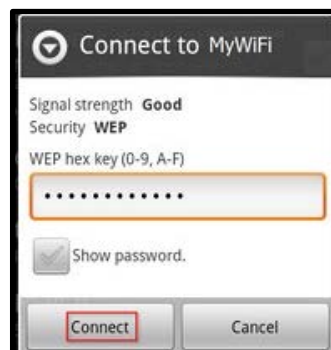 Connect to MyWiFi
Signal strength Good
Security WEP
WEP hex key (0-9, A-F)
••••••••••••
Show password.
Connect Cancel